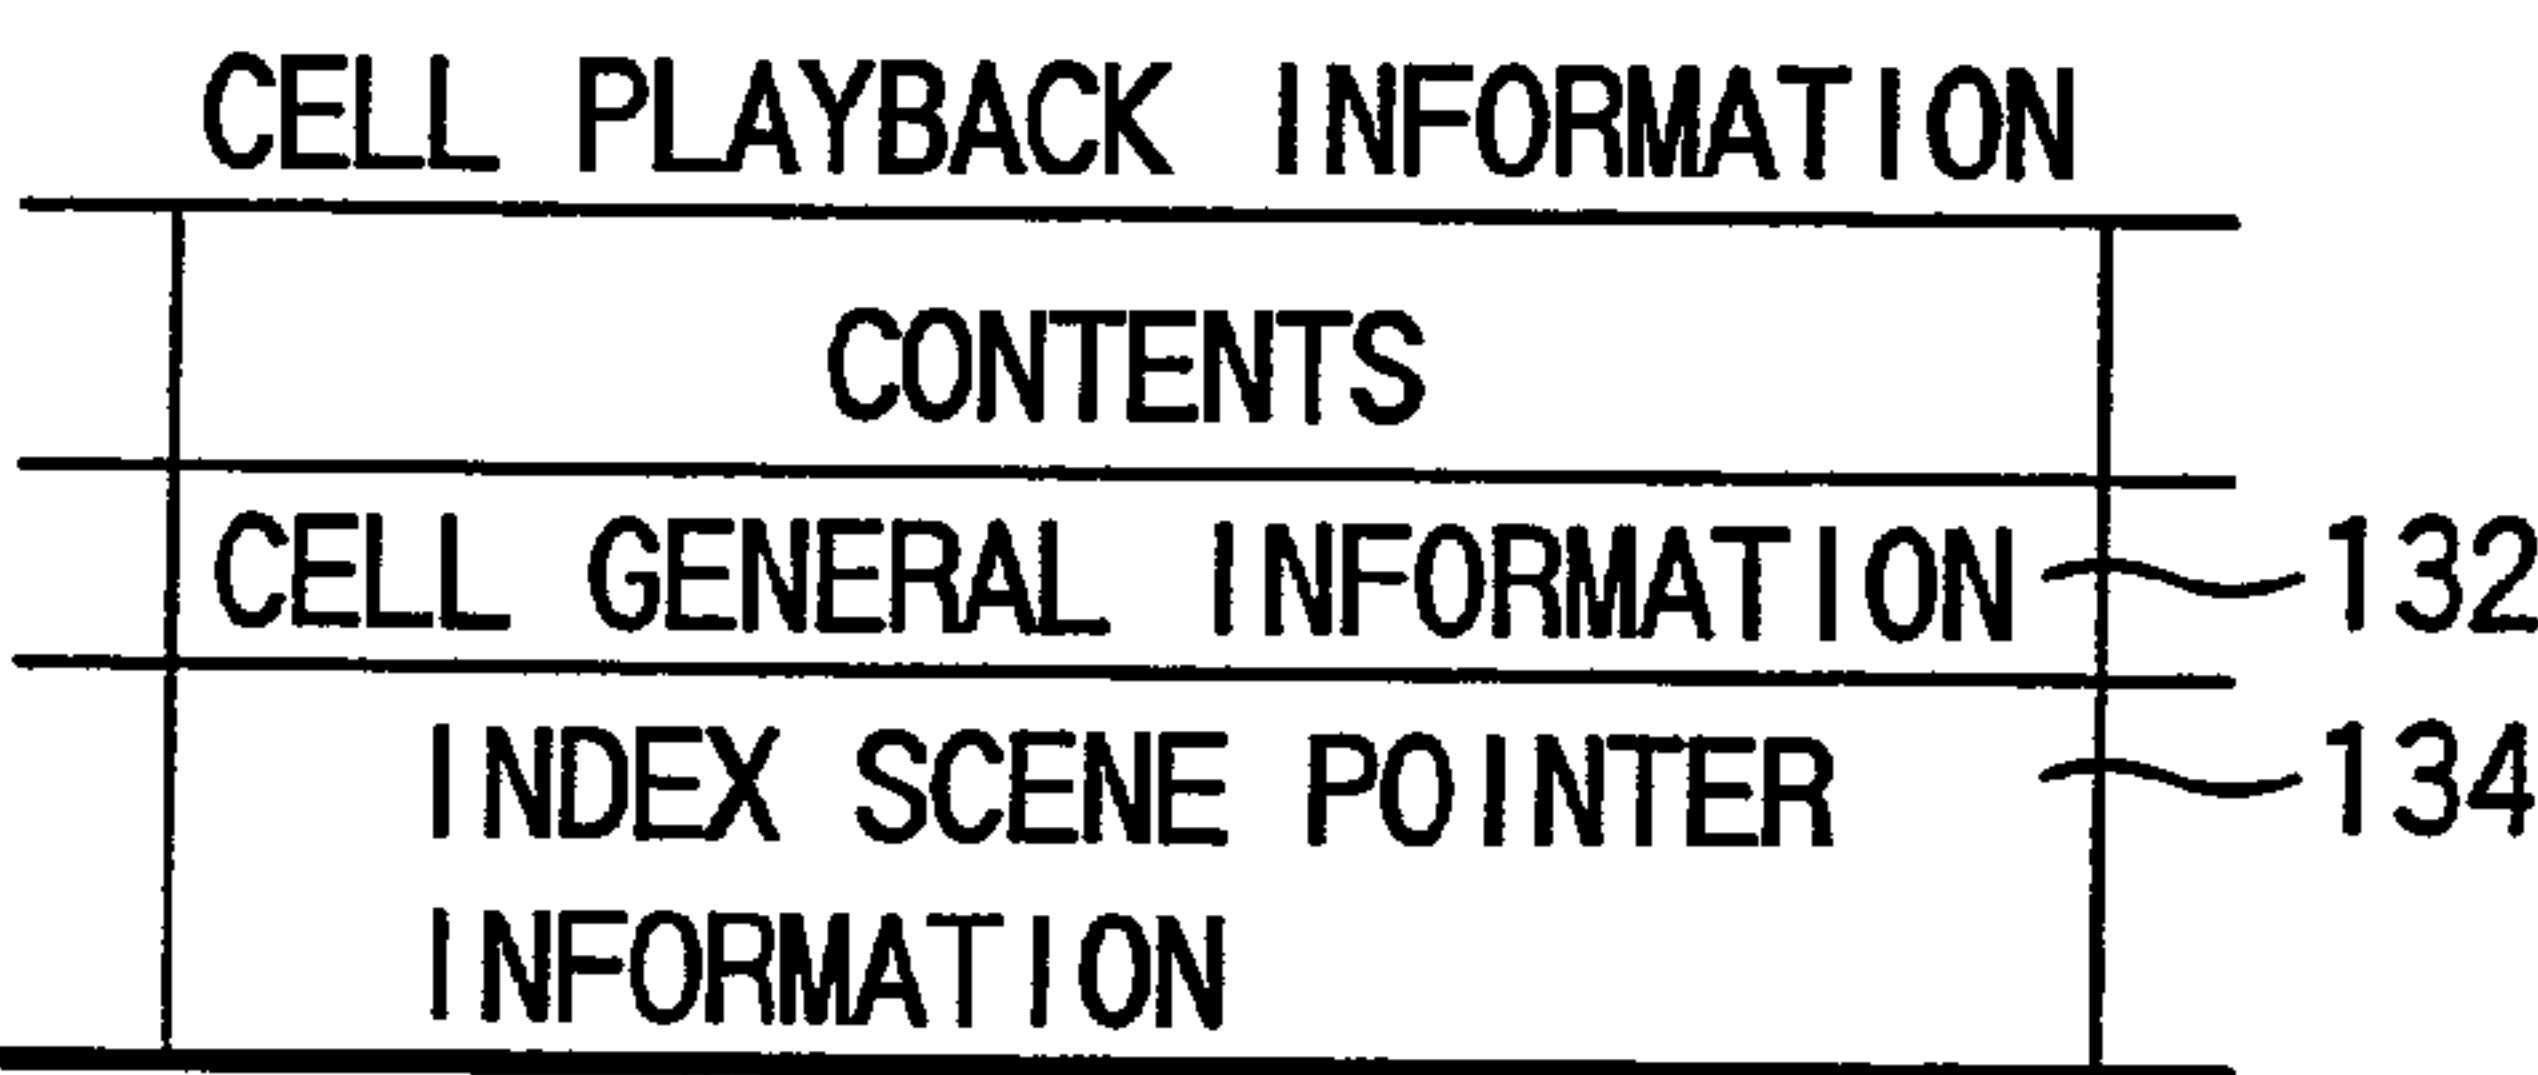 CELL PLAYBACK INFORMATION
CONTENTS
CELL GENERAL INFORMATION 132
INDEX SCENE POINTER 134
INFORMATION